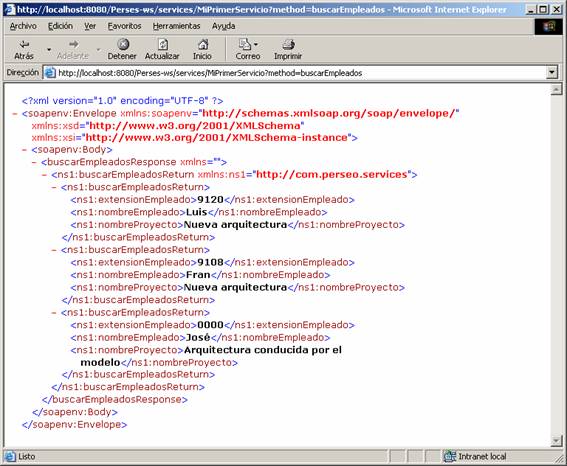 http://localhost:8080/Perses-ws/services/MiPrimerServicio?method=buscarEmpleados - Microsoft Internet Explorer
Archivo Edición Ver Favoritos Herramientas Ayuda
Atrás Adelante Detener Actualizar Inicio Correo Imprimir
Dirección http://localhost:8080/Perses-ws/services/MiPrimerServicio?method=buscarEmpleados
<?xml version="1.0" encoding="UTF-8" ?>
- <soapenv:Envelope xmlns:soapenv="http://schemas.xmlsoap.org/soap/envelope/"
xmlns:xsd="http://www.w3.org/2001/XMLSchema"
xmlns:xsi="http://www.w3.org/2001/XMLSchema-instance">
- <soapenv:Body>
- <buscarEmpleadosResponse xmlns="">
- <ns1:buscarEmpleadosReturn xmlns:ns1="http://com.perseo.services">
- <ns1:buscarEmpleadosReturn>
<ns1:extensionEmpleado>9120</ns1:extensionEmpleado>
<ns1:nombreEmpleado>Luis</ns1:nombreEmpleado>
<ns1:nombreProyecto>Nueva arquitectura</ns1:nombreProyecto>
</ns1:buscarEmpleadosReturn>
- <ns1:buscarEmpleadosReturn>
<ns1:extensionEmpleado>9108</ns1:extensionEmpleado>
<ns1:nombreEmpleado>Fran</ns1:nombreEmpleado>
<ns1:nombreProyecto>Nueva arquitectura</ns1:nombreProyecto>
</ns1:buscarEmpleadosReturn>
- <ns1:buscarEmpleadosReturn>
<ns1:extensionEmpleado>0000</ns1:extensionEmpleado>
<ns1:nombreEmpleado>José</ns1:nombreEmpleado>
<ns1:nombreProyecto>Arquitectura conducida por el
modelo</ns1:nombreProyecto>
</ns1:buscarEmpleadosReturn>
</ns1:buscarEmpleadosReturn>
</buscarEmpleadosResponse>
</soapenv:Body>
</soapenv:Envelope>
Listo Intranet local